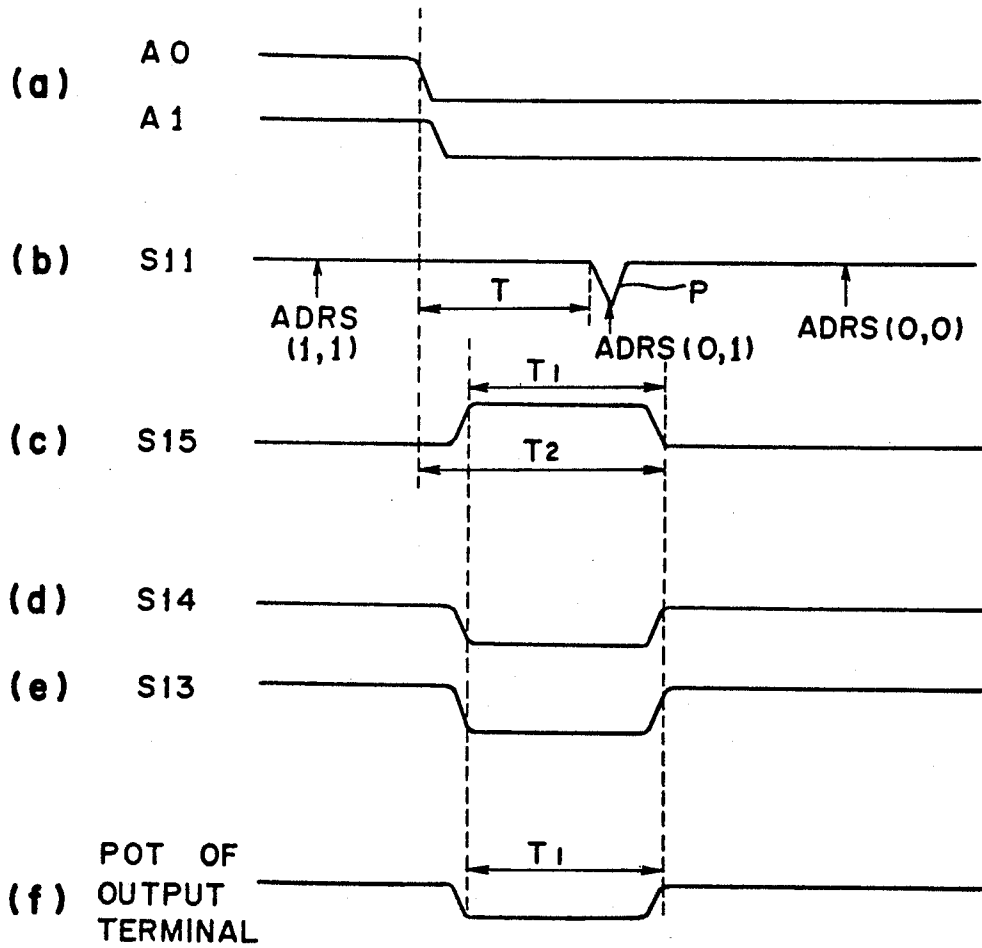 (a) A0
A1
(b) S11
T
P
ADRS
(1,1)
ADRS(0,1)
ADRS(0,0)
T1
(c) S15
T2
(d) S14
(e) S13
T1
(f) POT OF
OUTPUT
TERMINAL